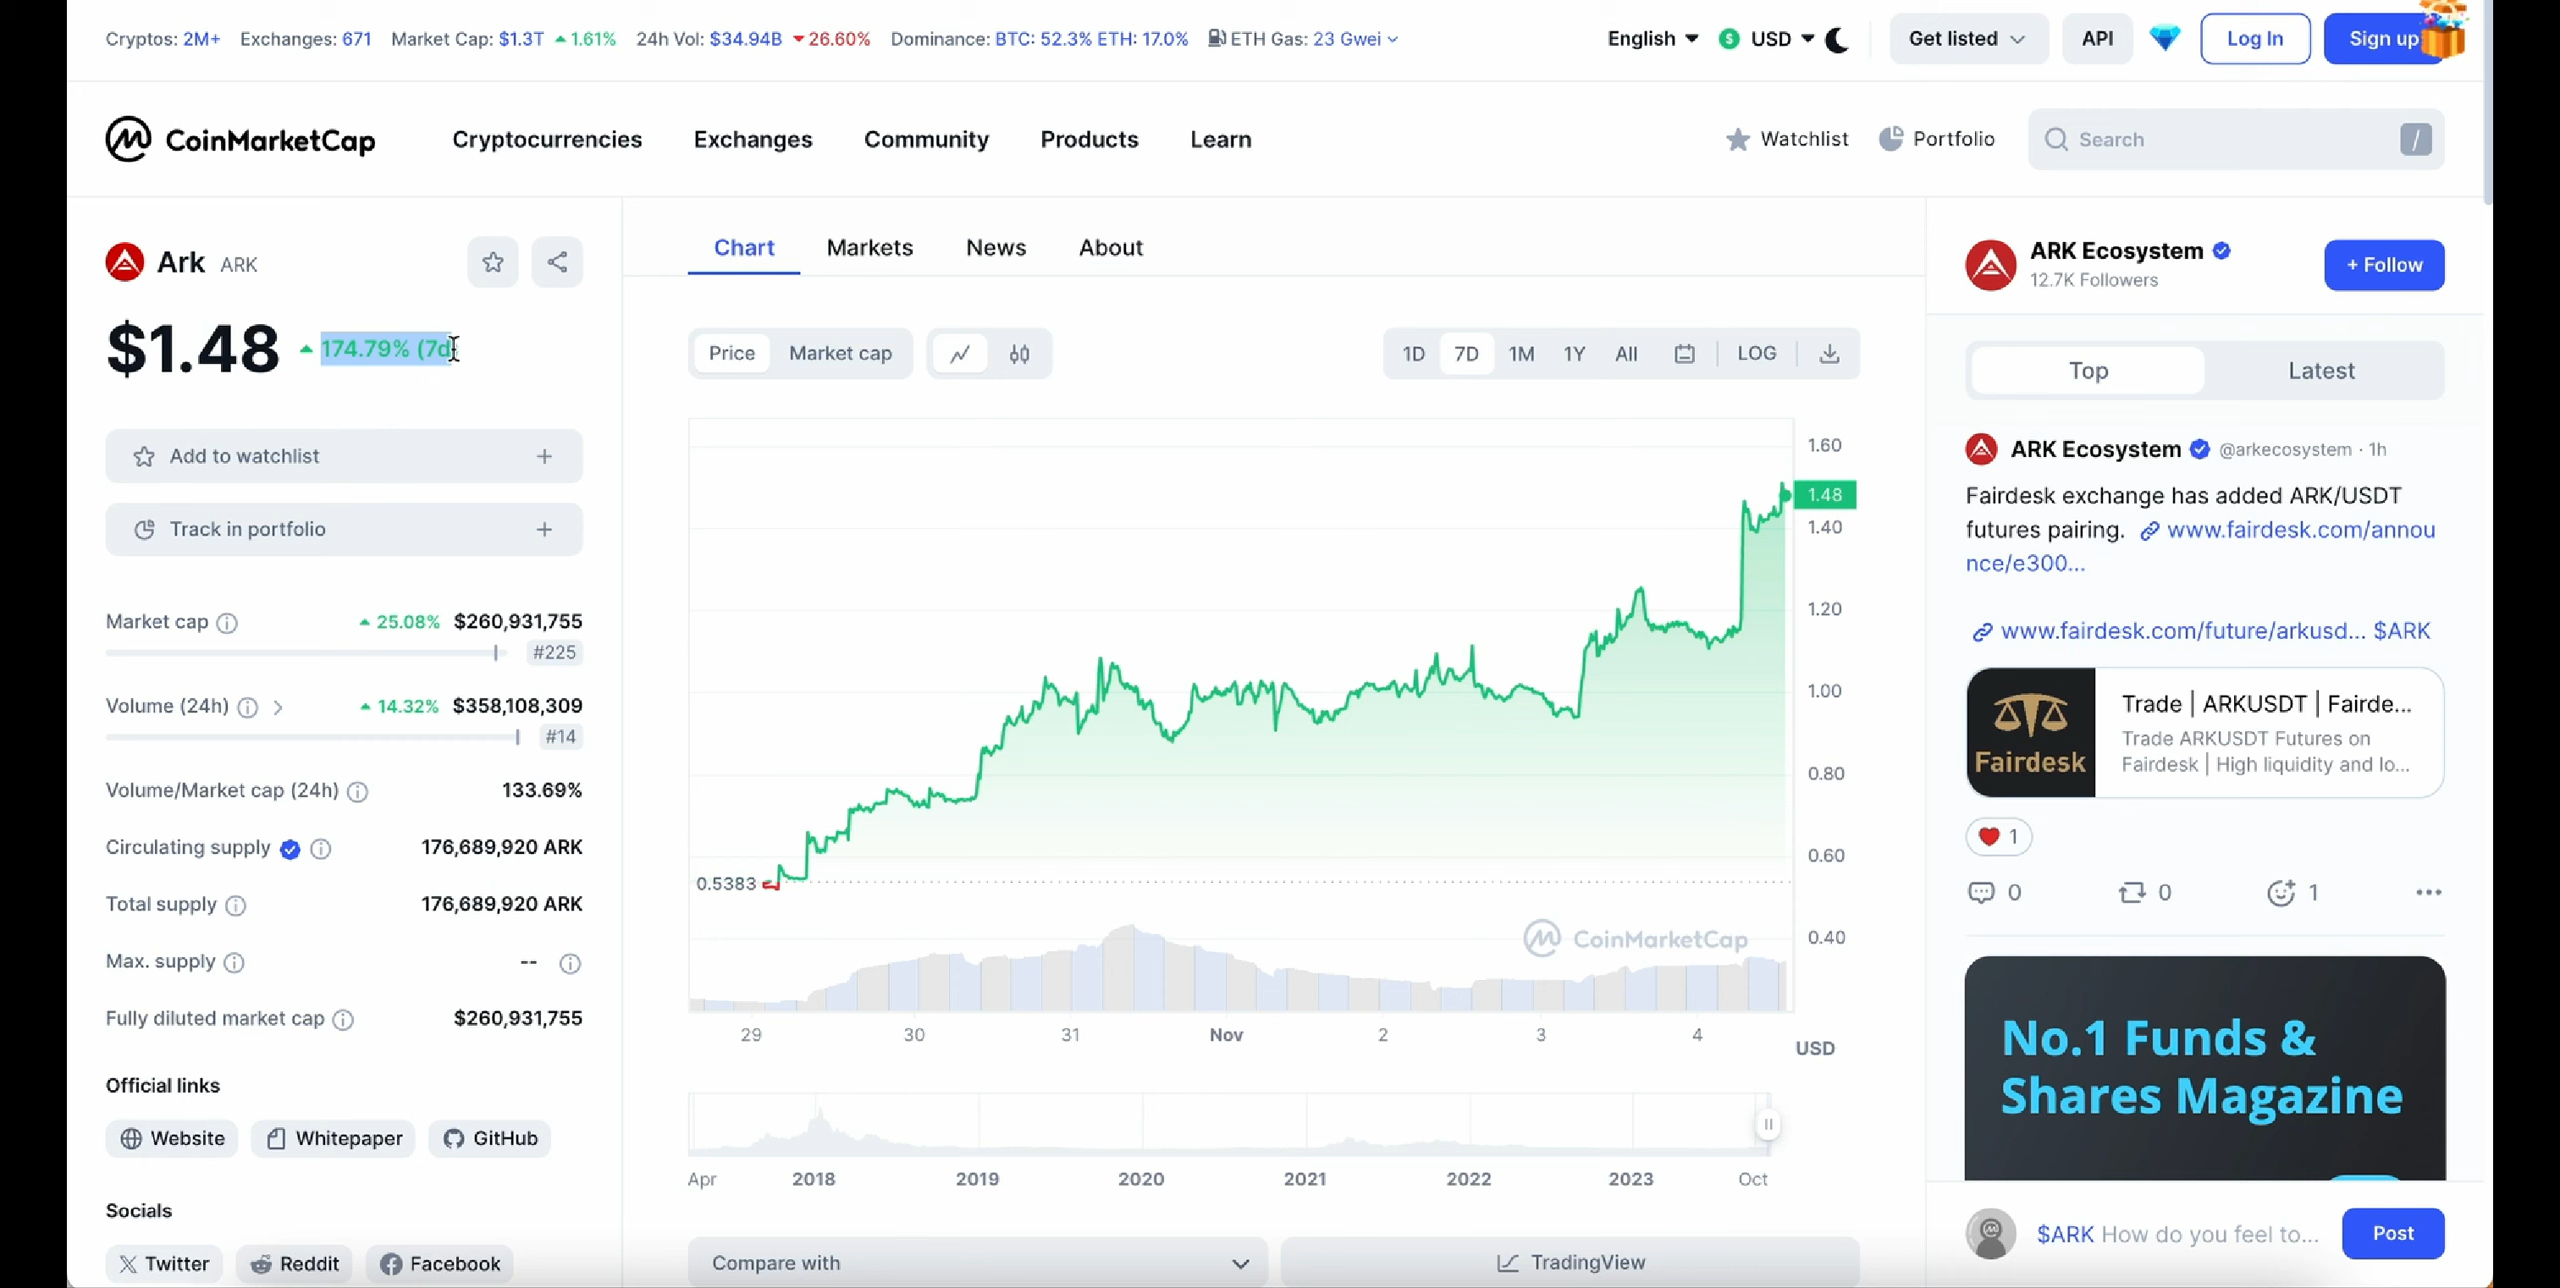 Cryptos: 2M+ Exchanges: 671 Market Cap: $1.3T 1.61% 24h Vol: $34.94B 26.60% Dominance: BTC: 52.3% ETH: 17.0% ETH Gas: 23 Gwei English USD Get listed API Log In Sign up
CoinMarketCap Cryptocurrencies Exchanges Community Products Learn Watchlist Portfolio Search /
Ark ARK
$1.48 174.79% (7d)
Add to watchlist +
Track in portfolio +
Market cap 25.08% $260,931,755
#225
Volume (24h) 14.32% $358,108,309
#14
Volume/Market cap (24h) 133.69%
Circulating supply 176,689,920 ARK
Total supply 176,689,920 ARK
Max. supply --
Fully diluted market cap $260,931,755
Official links
Website Whitepaper GitHub
Socials
Twitter Reddit Facebook
Chart Markets News About
Price Market cap 1D 7D 1M 1Y All LOG
1.60
1.48
1.40
1.20
1.00
0.80
0.60
0.5383
CoinMarketCap
0.40
29 30 31 Nov 2 3 4
USD
Apr 2018 2019 2020 2021 2022 2023 Oct
Compare with TradingView
ARK Ecosystem
12.7K Followers
+ Follow
Top Latest
ARK Ecosystem @arkecosystem · 1h
Fairdesk exchange has added ARK/USDT
futures pairing. www.fairdesk.com/annou
nce/e300...
www.fairdesk.com/future/arkusd... $ARK
Fairdesk
Trade | ARKUSDT | Fairde...
Trade ARKUSDT Futures on
Fairdesk | High liquidity and lo...
1
0 0 1
No.1 Funds &
Shares Magazine
$ARK How do you feel to... Post